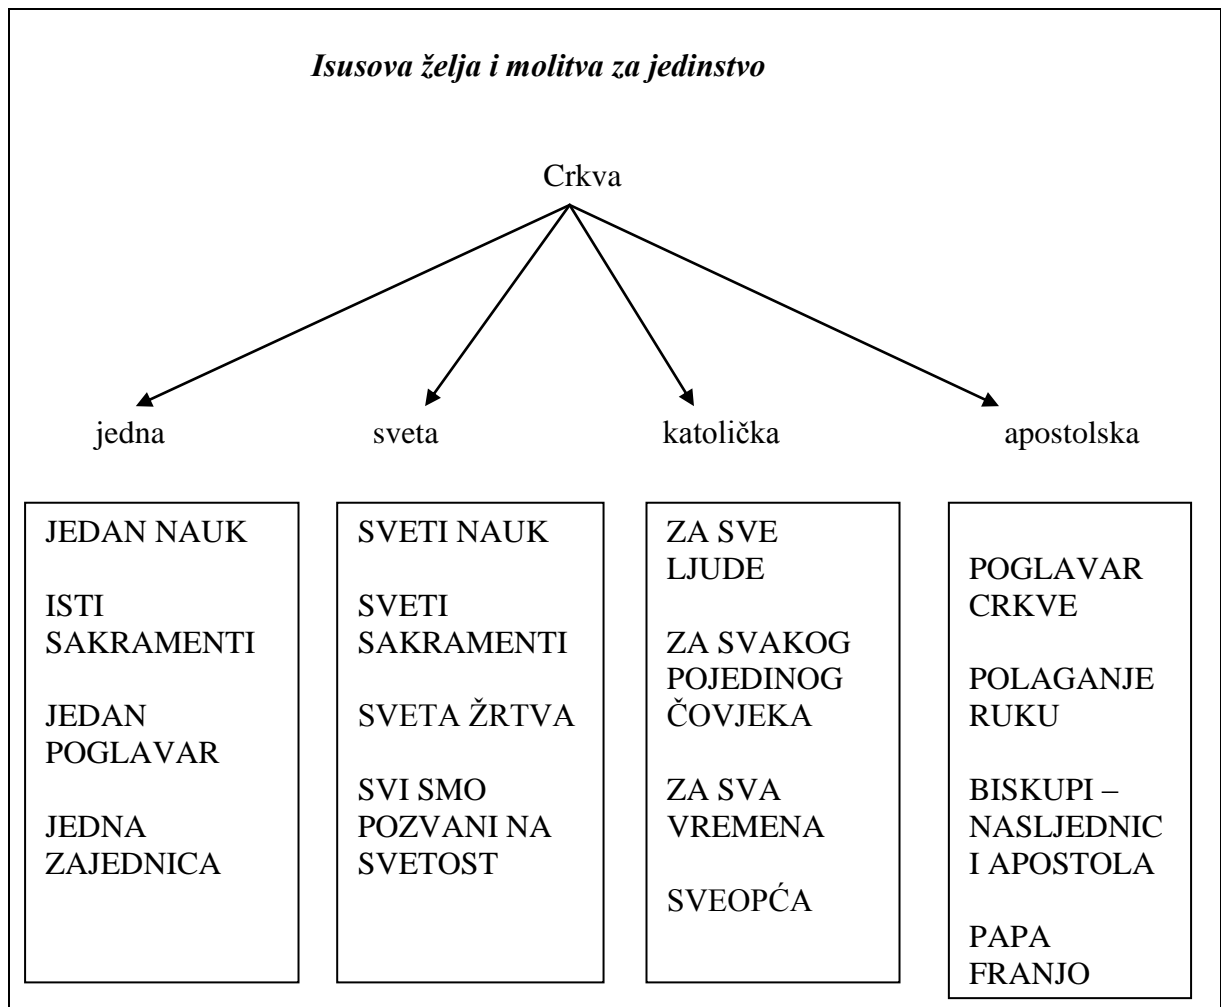 Isusova želja i molitva za jedinstvo
Crkva
jedna
sveta
katolička
apostolska
JEDAN NAUK
ISTI
SAKRAMENTI
JEDAN
POGLAVAR
JEDNA
ZAJEDNICA
SVETI NAUK
SVETI
SAKRAMENTI
SVETA ŽRTVA
SVI SMO
POZVANI NA
SVETOST
ZA SVE
LJUDE
ZA SVAKOG
POJEDINOG
ČOVJEKA
ZA SVA
VREMENA
SVEOPĆA
POGLAVAR
CRKVE
POLAGANJE
RUKU
BISKUPI –
NASLJEDNIC
I APOSTOLA
PAPA
FRANJO